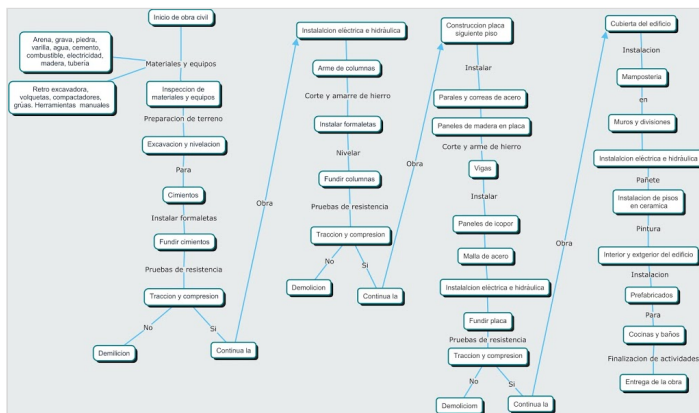 Inicio de obra civil
Arena, grava, piedra,
varilla, agua, cemento,
combustible, electricidad,
madera, tubería
Materiales y equipos
Retro excavadora,
volquetas, compactadores,
grúas. Herramientas manuales
Inspeccion de
materiales y equipos
Preparacion de terreno
Excavacion y nivelacion
Para
Cimientos
Instalar formaletas
Fundir cimientos
Pruebas de resistencia
Traccion y compresion
No
Si
Demilicion
Continua la
Obra
Instalalcion eléctrica e hidráulica
Arme de columnas
Corte y amarre de hierro
Instalar formaletas
Nivelar
Fundir columnas
Pruebas de resistencia
Traccion y compresion
No
Si
Demolicion
Continua la
Obra
Construccion placa
siguiente piso
Instalar
Parales y correas de acero
Paneles de madera en placa
Corte y arme de hierro
Vigas
Instalar
Paneles de icopor
Malla de acero
Instalalcion eléctrica e hidráulica
Fundir placa
Pruebas de resistencia
Traccion y compresion
No
Si
Demoliciom
Continua la
Obra
Cubierta del edificio
Instalacion
Mamposteria
en
Muros y divisiones
Instalalcion eléctrica e hidráulica
Pañete
Instalacion de pisos
en ceramica
Pintura
Interior y extgerior del edificio
Instalacion
Prefabricados
Para
Cocinas y baños
Finalizacion de actividades
Entrega de la obra